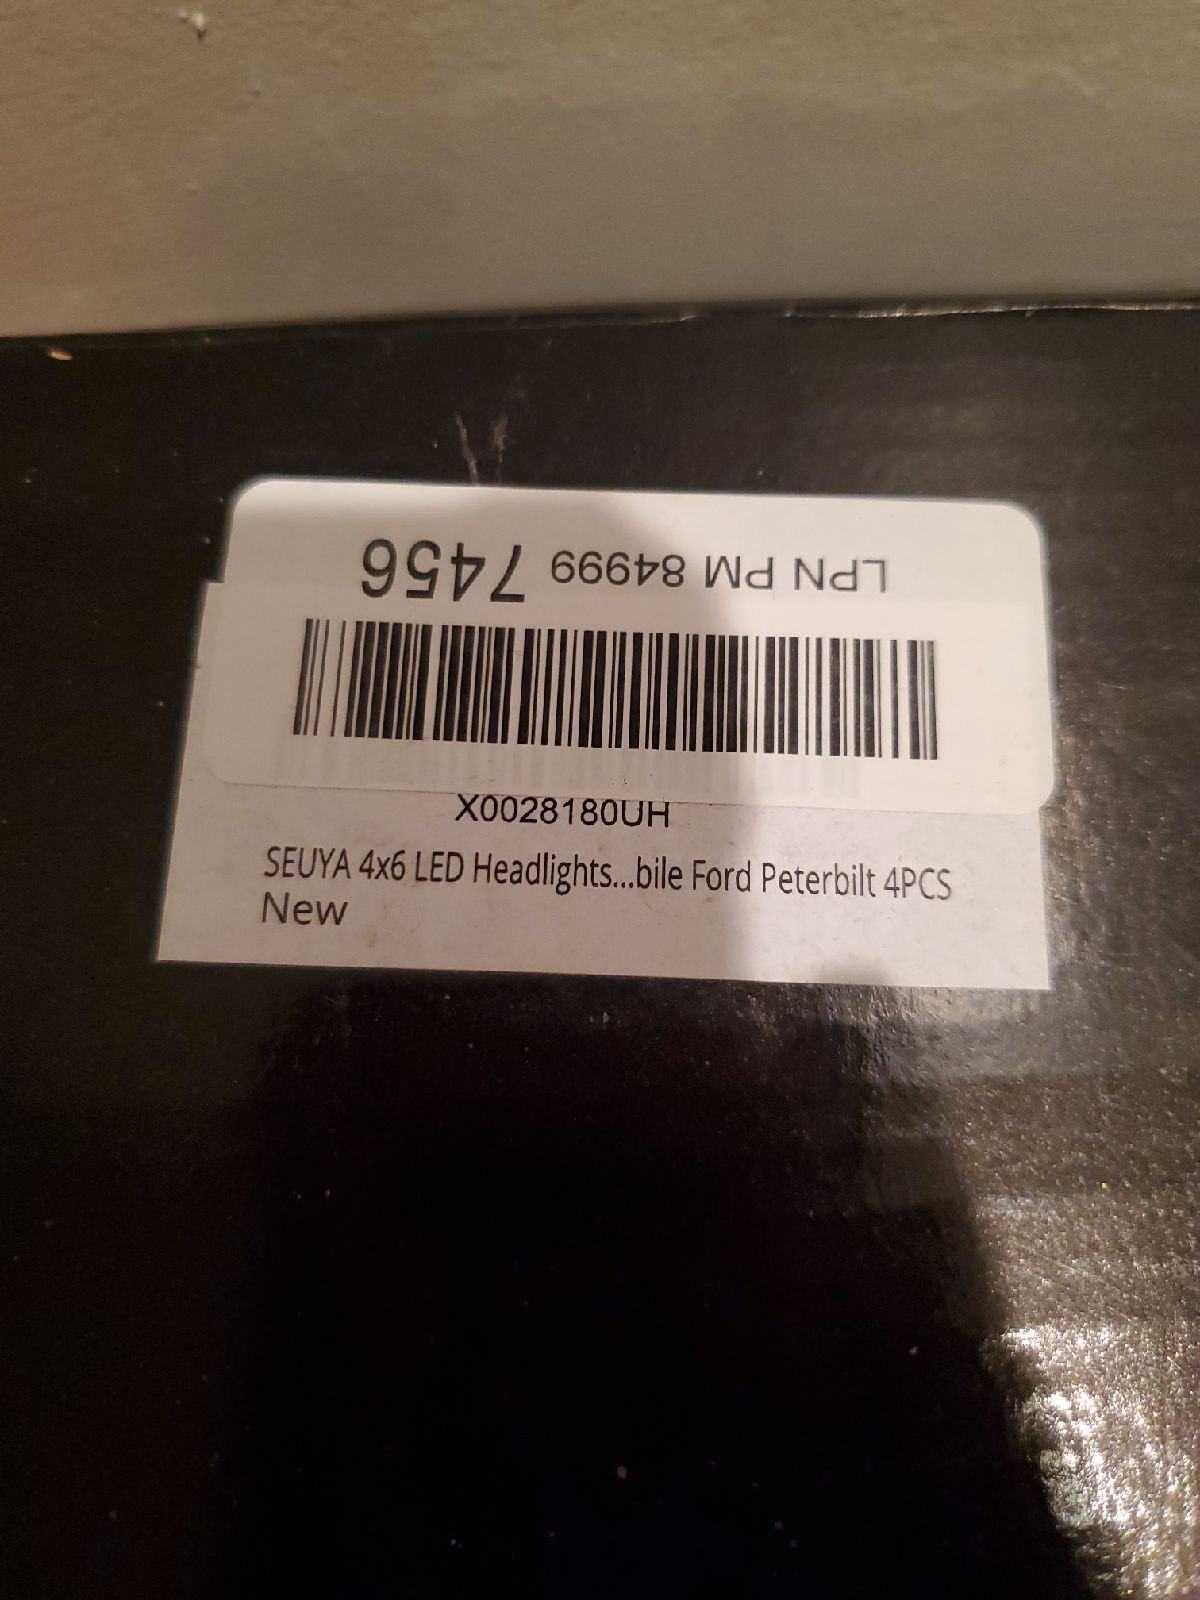 LPN PM 84999 7456
X0028180UH
SEUYA 4x6 LED Headlights...bile Ford Peterbilt 4PCS
New